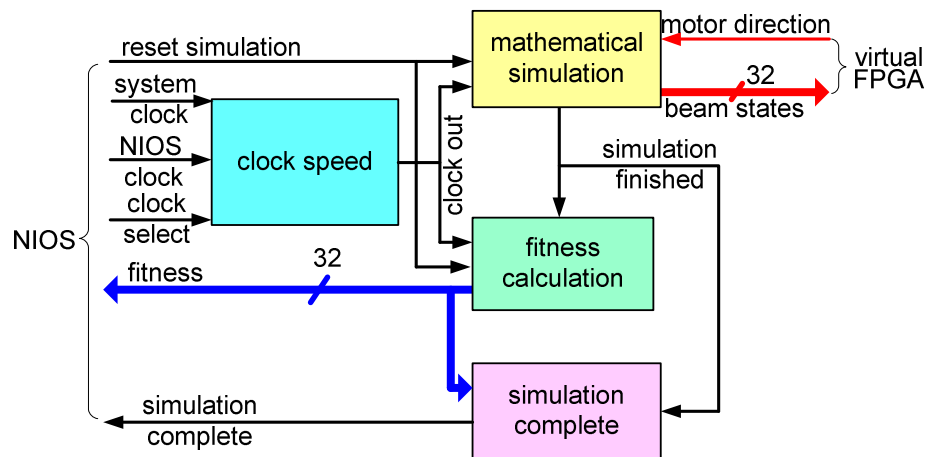 reset simulation
system
clock
NIOS
clock
clock
select
NIOS
clock speed
clock out
mathematical
simulation
motor direction
32
beam states
virtual
FPGA
simulation
finished
fitness
calculation
32
fitness
simulation
complete
simulation
complete